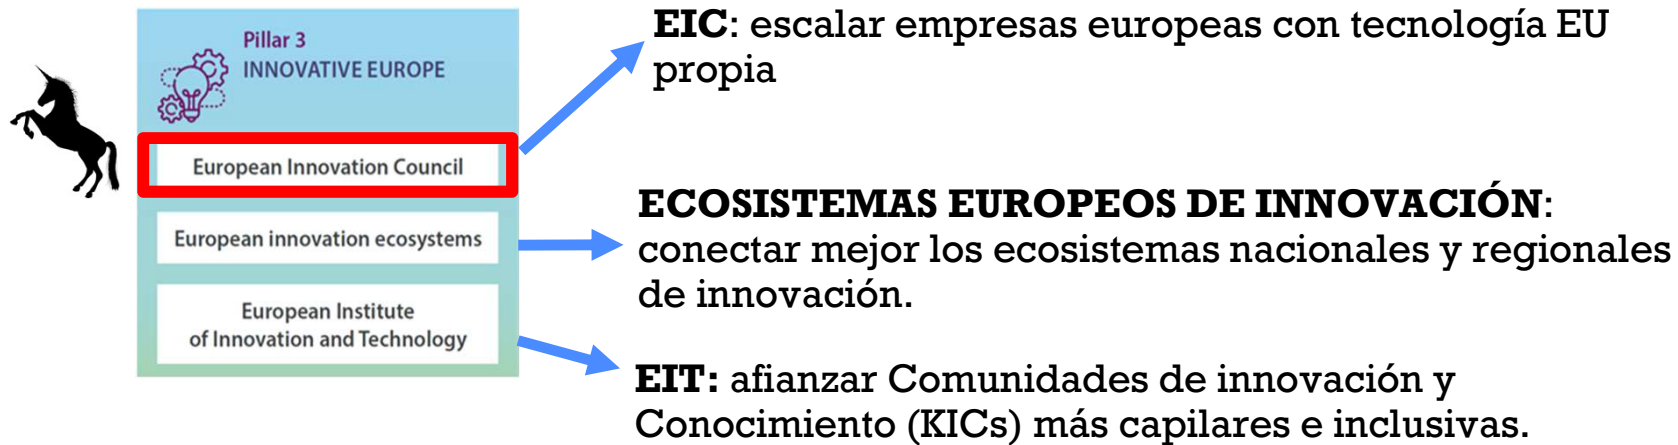 Pillar 3
INNOVATIVE EUROPE
European Innovation Council
European innovation ecosystems
European Institute
of Innovation and Technology
EIC: escalar empresas europeas con tecnología EU
propia
ECOSISTEMAS EUROPEOS DE INNOVACIÓN:
conectar mejor los ecosistemas nacionales y regionales
de innovación.
EIT: afianzar Comunidades de innovación y
Conocimiento (KICs) más capilares e inclusivas.